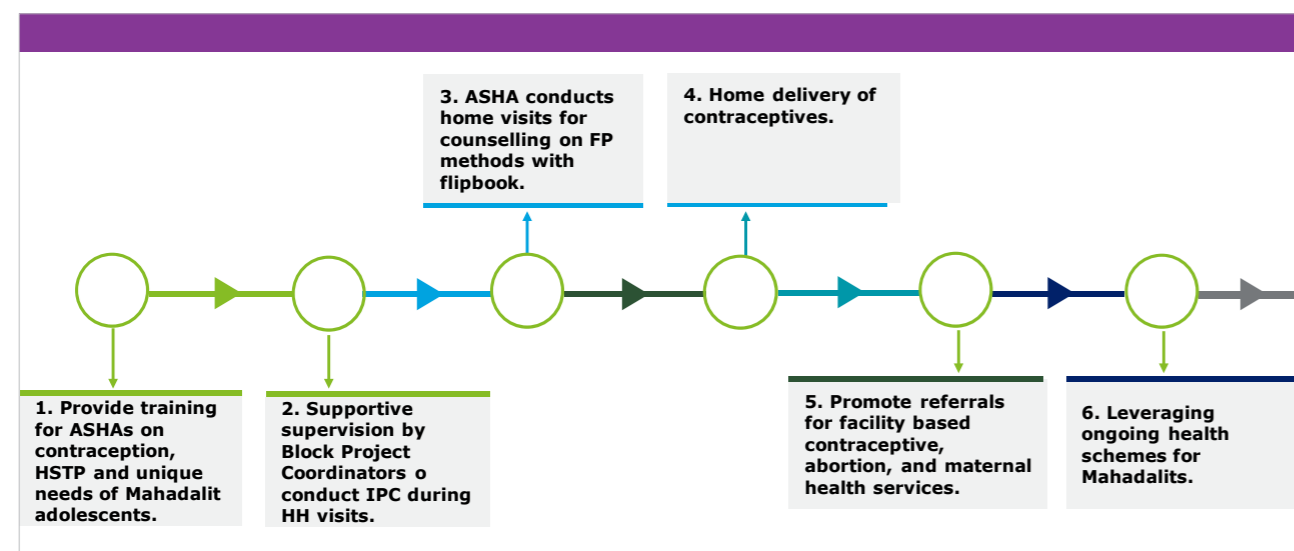 1. Provide training
for ASHAs on
contraception,
HSTP and unique
needs of Mahadalit
adolescents.
2. Supportive
supervision by
Block Project
Coordinators o
conduct IPC during
HH visits.
3. ASHA conducts
home visits for
counselling on FP
methods with
flipbook.
4. Home delivery of
contraceptives.
5. Promote referrals
for facility based
contraceptive,
abortion, and maternal
health services.
6. Leveraging
ongoing health
schemes for
Mahadalits.